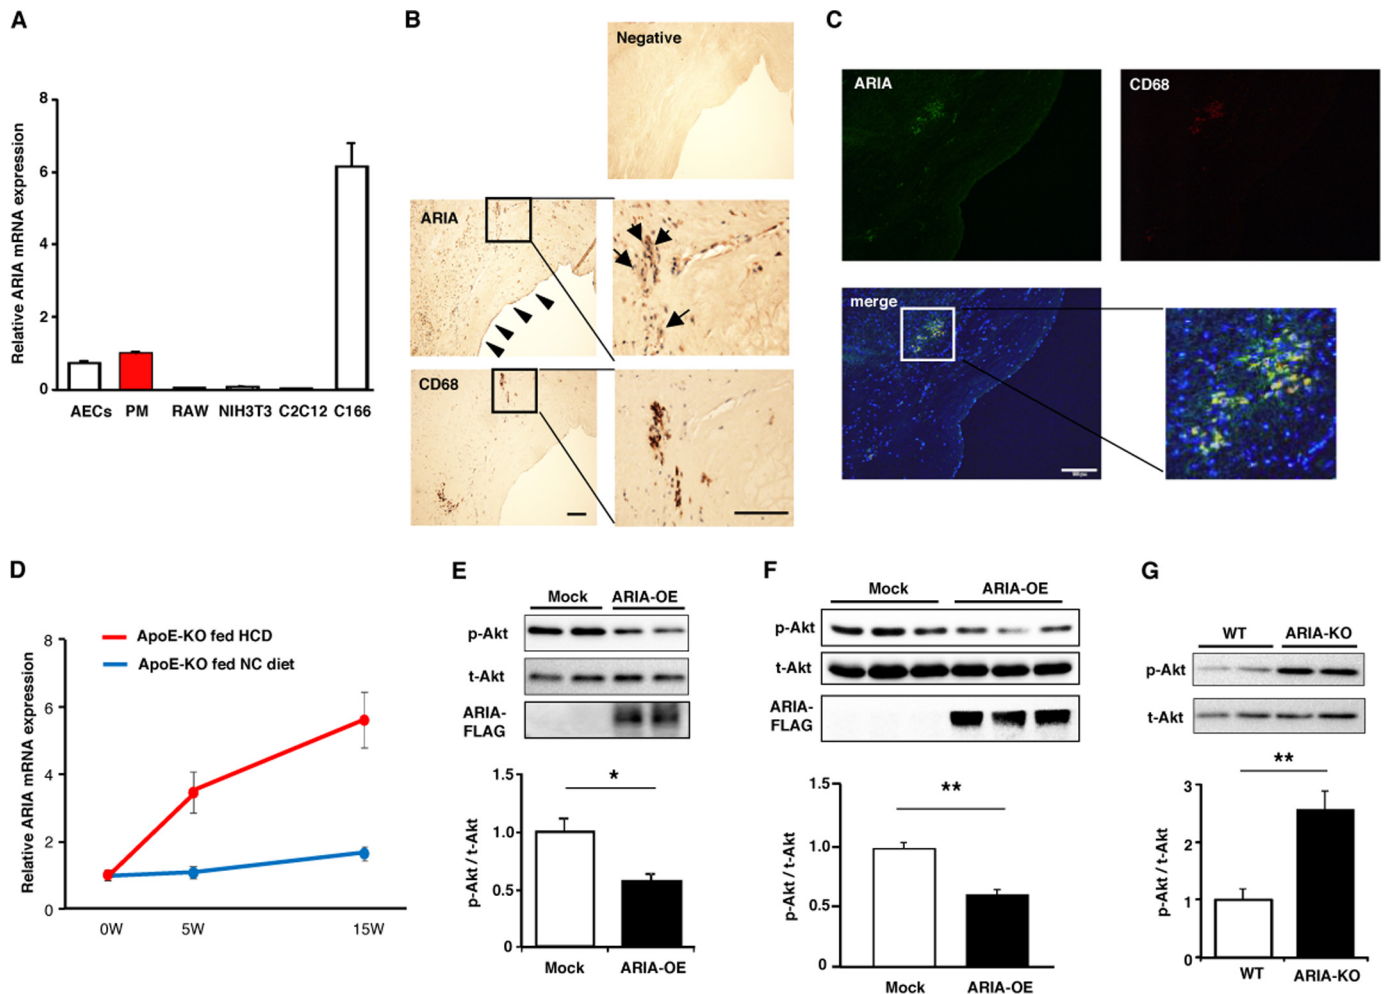 A
B
C
Relative ARIA mRNA expression
8
6
4
2
0
AECs PM RAW NIH3T3 C2C12 C166
Negative
ARIA
CD68
ARIA
CD68
merge
D
Relative ARIA mRNA expression
8
6
4
2
0
ApoE-KO fed HCD
ApoE-KO fed NC diet
0W 5W 15W
E
Mock ARIA-OE
p-Akt
t-Akt
ARIA-
FLAG
p-Akt / t-Akt
1.5
1.0
0.5
0
*
Mock ARIA-OE
F
Mock ARIA-OE
p-Akt
t-Akt
ARIA-
FLAG
p-Akt / t-Akt
1.5
1.0
0.5
0
**
Mock ARIA-OE
G
WT ARIA-KO
p-Akt
t-Akt
p-Akt / t-Akt
3
2
1
0
**
WT ARIA-KO